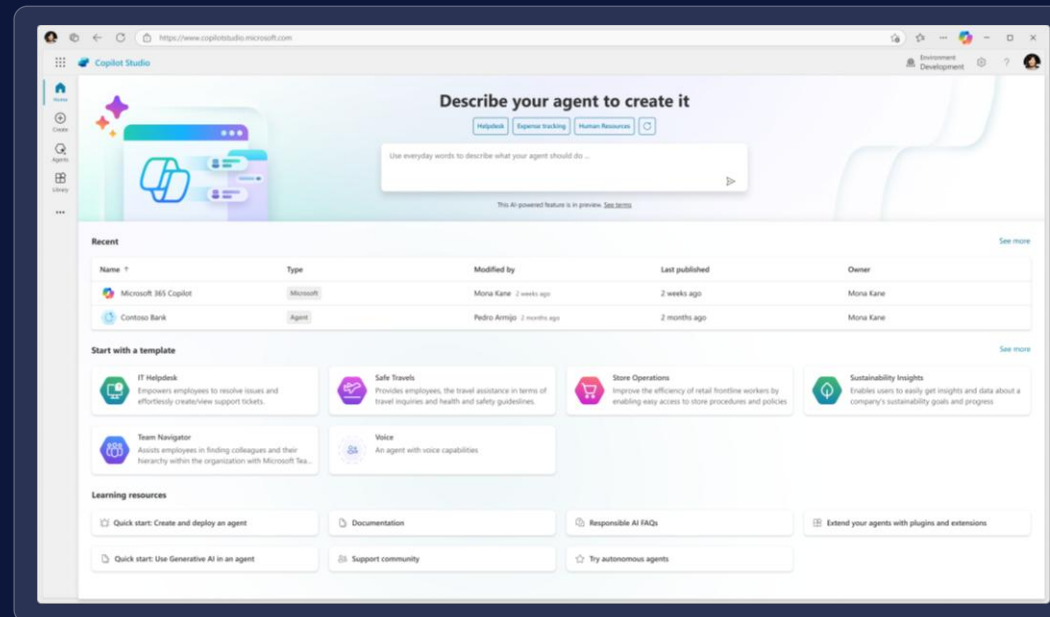 https://www.copilotstudio.microsoft.com
Copilot Studio
Environment
Development
Home
Create
Agents
Library
Describe your agent to create it
Helpdesk
Expense tracking
Human Resources
Use everyday words to describe what your agent should do ...
This AI-powered feature is in preview. See terms
Recent
See more
Name ↑ Type Modified by Last published Owner
Microsoft 365 Copilot Microsoft Mona Kane 2 weeks ago 2 weeks ago Mona Kane
Contoso Bank Agent Pedro Armijo 2 months ago 2 months ago Mona Kane
Start with a template
See more
IT Helpdesk
Empowers employees to resolve issues and
effortlessly create/view support tickets.
Safe Travels
Provides employees, the travel assistance in terms of
travel inquiries and health and safety guideslines.
Store Operations
Improve the efficiency of retail frontline workers by
enabling easy access to store procedures and policies
Sustainability Insights
Enables users to easily get insights and data about a
company's sustainability goals and progress
Team Navigator
Assists employees in finding colleagues and their
hierarchy within the organization with Microsoft Tea...
Voice
An agent with voice capabilities
Learning resources
Quick start: Create and deploy an agent
Documentation
Responsible AI FAQs
Extend your agents with plugins and extensions
Quick start: Use Generative AI in an agent
Support community
Try autonomous agents